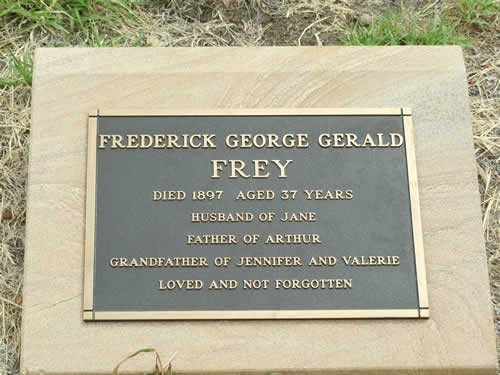 FREDERICK GEORGE GERALD
FREY
DIED 1897 AGED 37 YEARS
HUSBAND OF JANE
FATHER OF ARTHUR
GRANDFATHER OF JENNIFER AND VALERIE
LOVED AND NOT FORGOTTEN